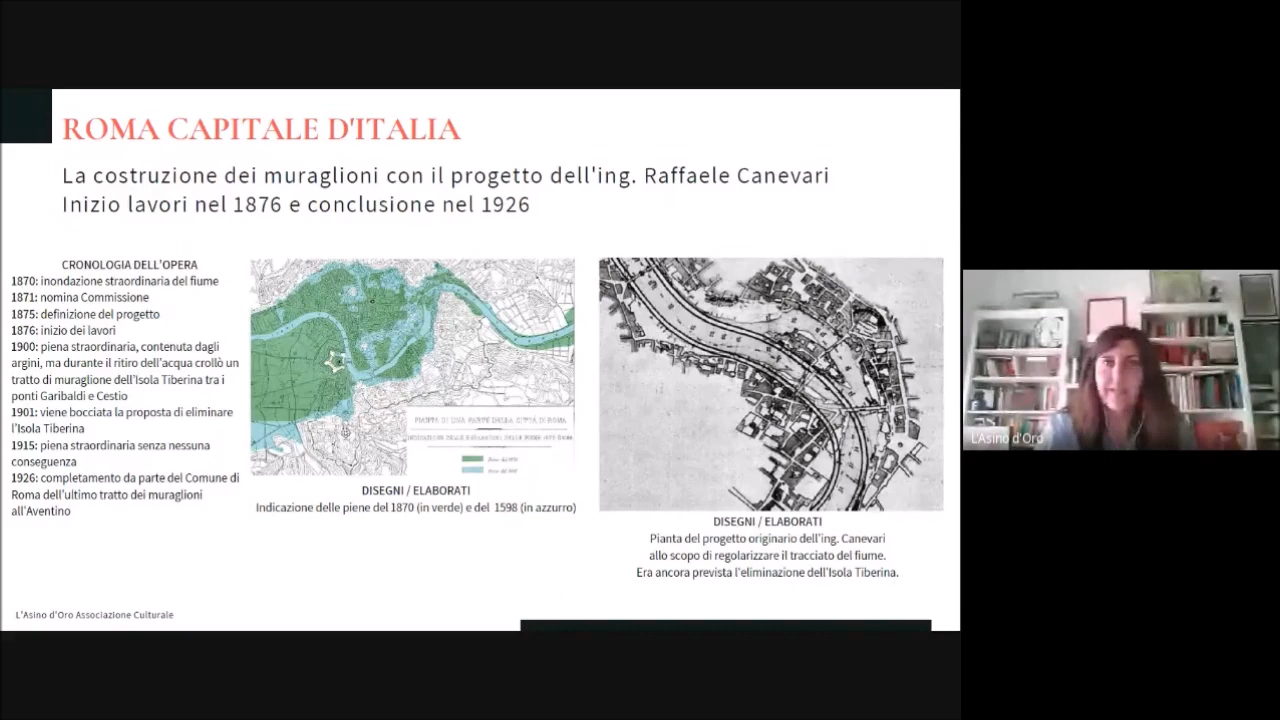 ROMA CAPITALE D'ITALIA
La costruzione dei muraglioni con il progetto dell'ing. Raffaele Canevari
Inizio lavori nel 1876 e conclusione nel 1926
CRONOLOGIA DELL'OPERA
1870: inondazione straordinaria del fiume
1871: nomina Commissione
1875: definizione del progetto
1876: inizio dei lavori
1900: piena straordinaria, contenuta dagli
argini, ma durante il ritiro dell'acqua crollò un
tratto di muraglione dell'Isola Tiberina tra i
ponti Garibaldi e Cestio
1901: viene bocciata la proposta di eliminare
l'Isola Tiberina
1915: piena straordinaria senza nessuna
conseguenza
1926: completamento da parte del Comune di
Roma dell'ultimo tratto dei muraglioni
all'Aventino
PIANTA DI UNA PARTE DELLA CITTÀ DI ROMA
DISEGNI / ELABORATI
Indicazione delle piene del 1870 (in verde) e del 1598 (in azzurro)
DISEGNI / ELABORATI
Pianta del progetto originario dell'ing. Canevari
allo scopo di regolarizzare il tracciato del fiume.
Era ancora prevista l'eliminazione dell'Isola Tiberina.
L'Asino d'Oro Associazione Culturale
L'Asino d'Oro